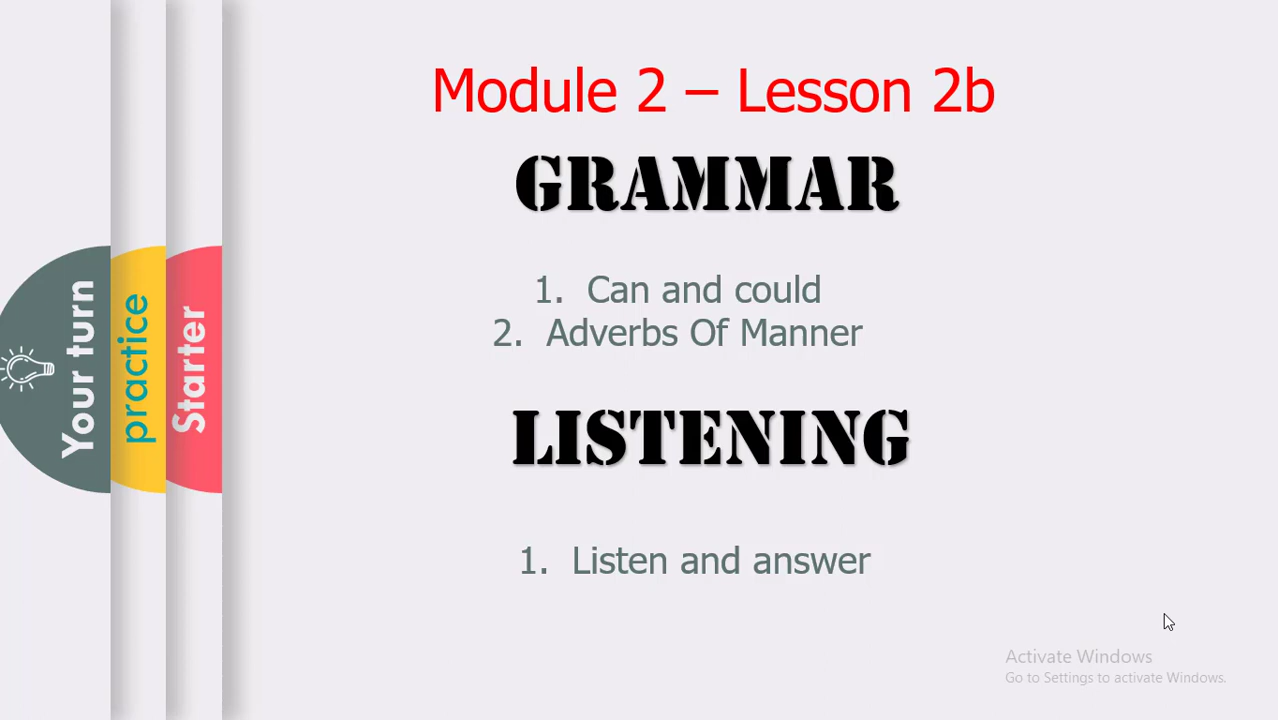 Module 2 – Lesson 2b
GRAMMAR
1. Can and could
2. Adverbs Of Manner
LISTENING
1. Listen and answer
Your turn
practice
Starter
Activate Windows
Go to Settings to activate Windows.